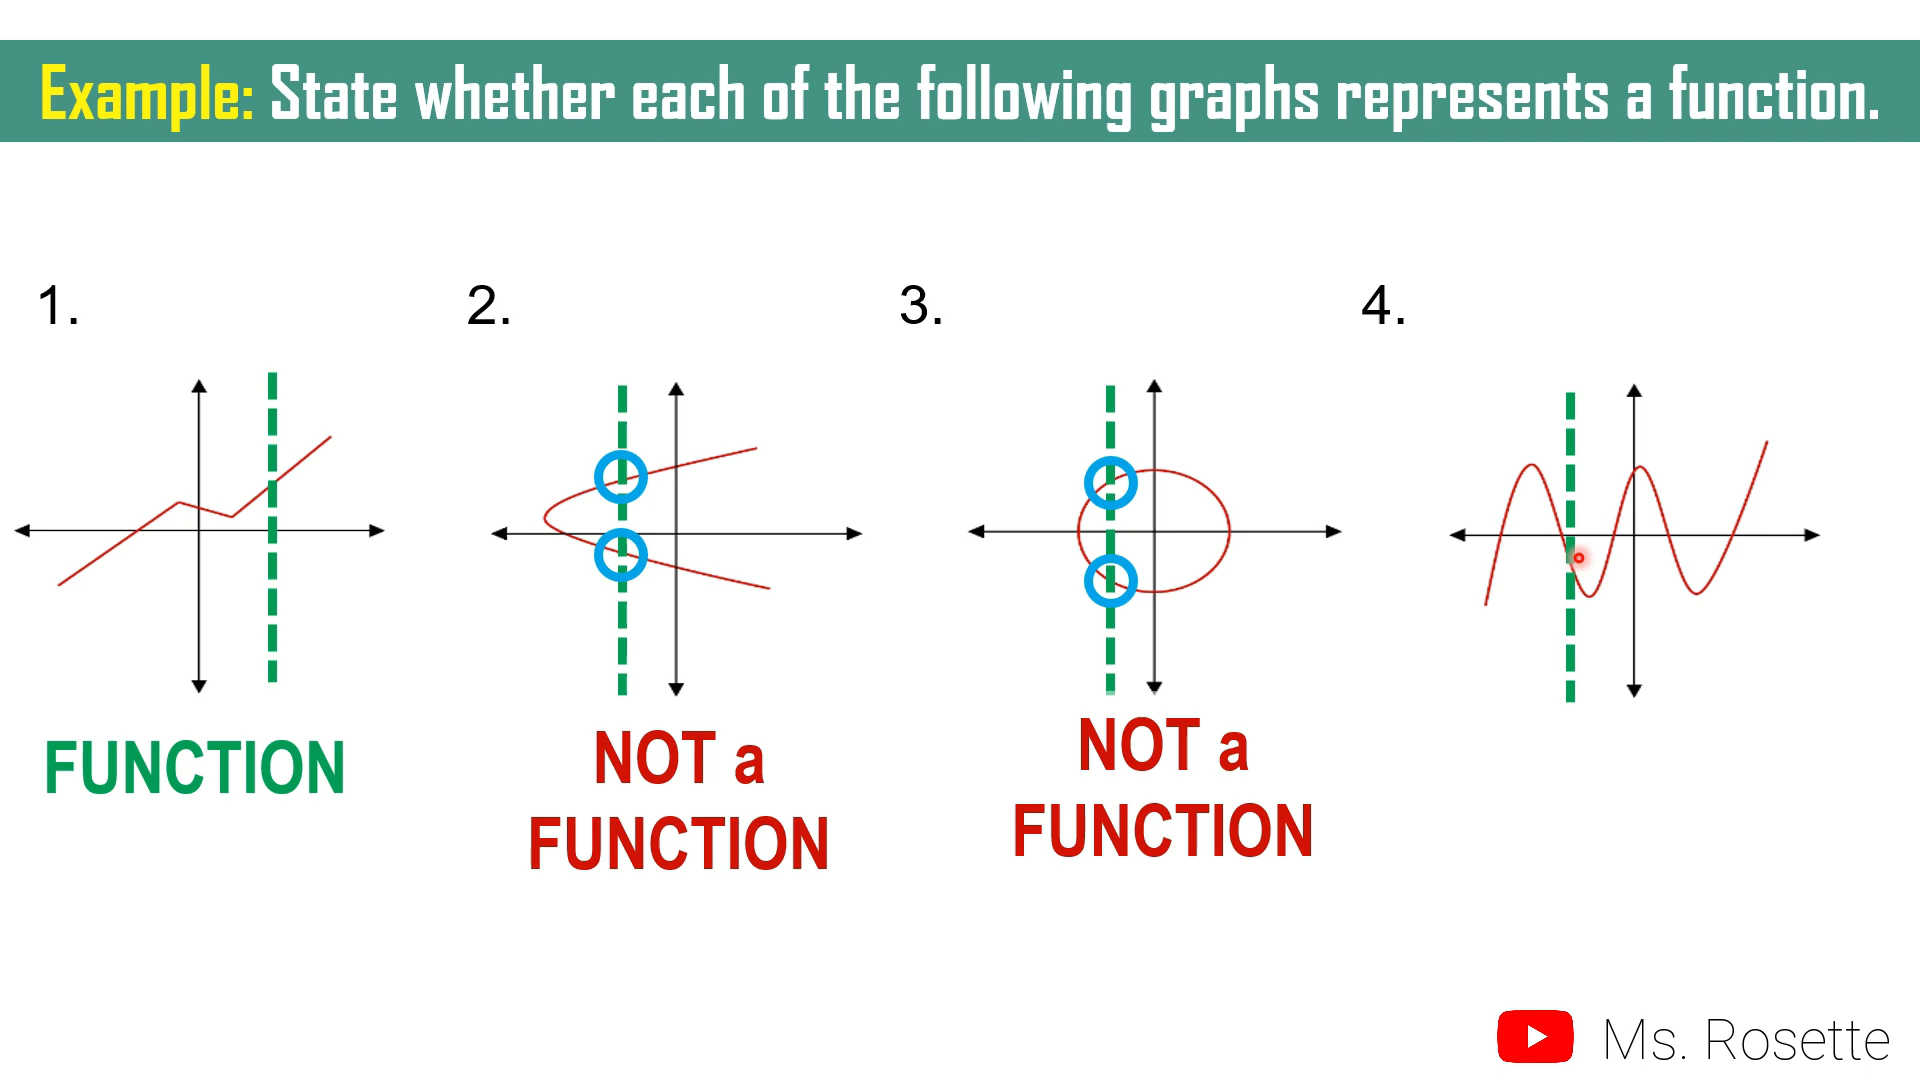 Example: State whether each of the following graphs represents a function.
1.
2.
3.
4.
FUNCTION
NOT a
FUNCTION
NOT a
FUNCTION
Ms. Rosette